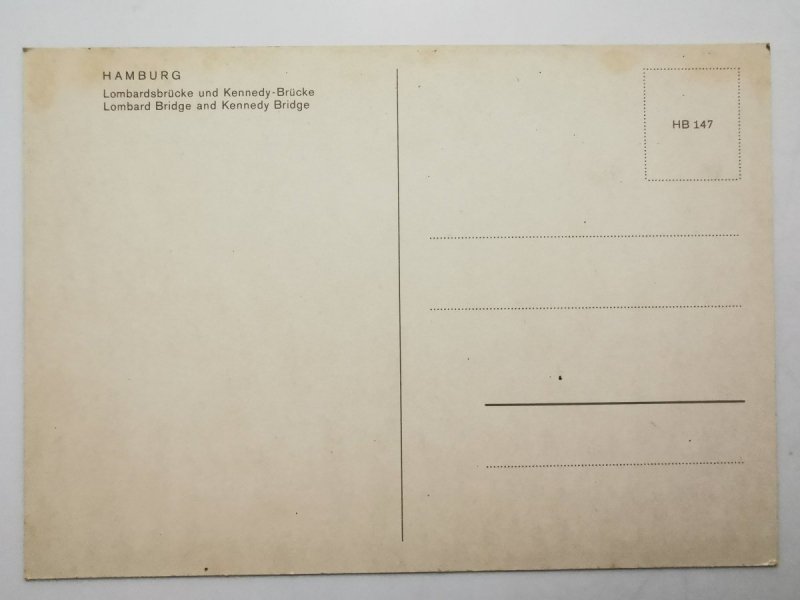 HAMBURG
Lombardsbrücke und Kennedy-Brücke
Lombard Bridge and Kennedy Bridge
HB 147